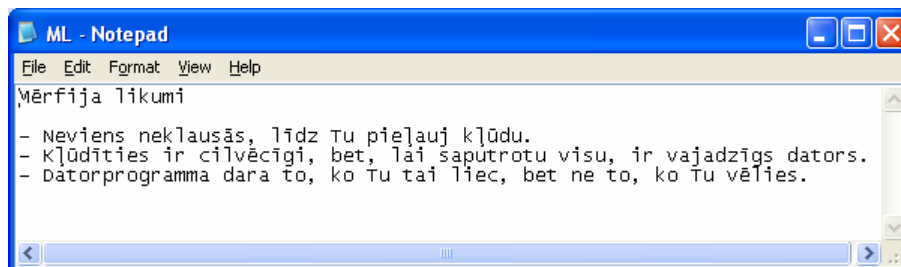 ML - Notepad
File Edit Format View Help
Mērfija likumi
- Neviens neklausās, līdz Tu pieļauj kļūdu.
- Kļūdīties ir cilvēcīgi, bet, lai saputrotu visu, ir vajadzīgs dators.
- Datorprogramma dara to, ko Tu tai liec, bet ne to, ko Tu vēlies.